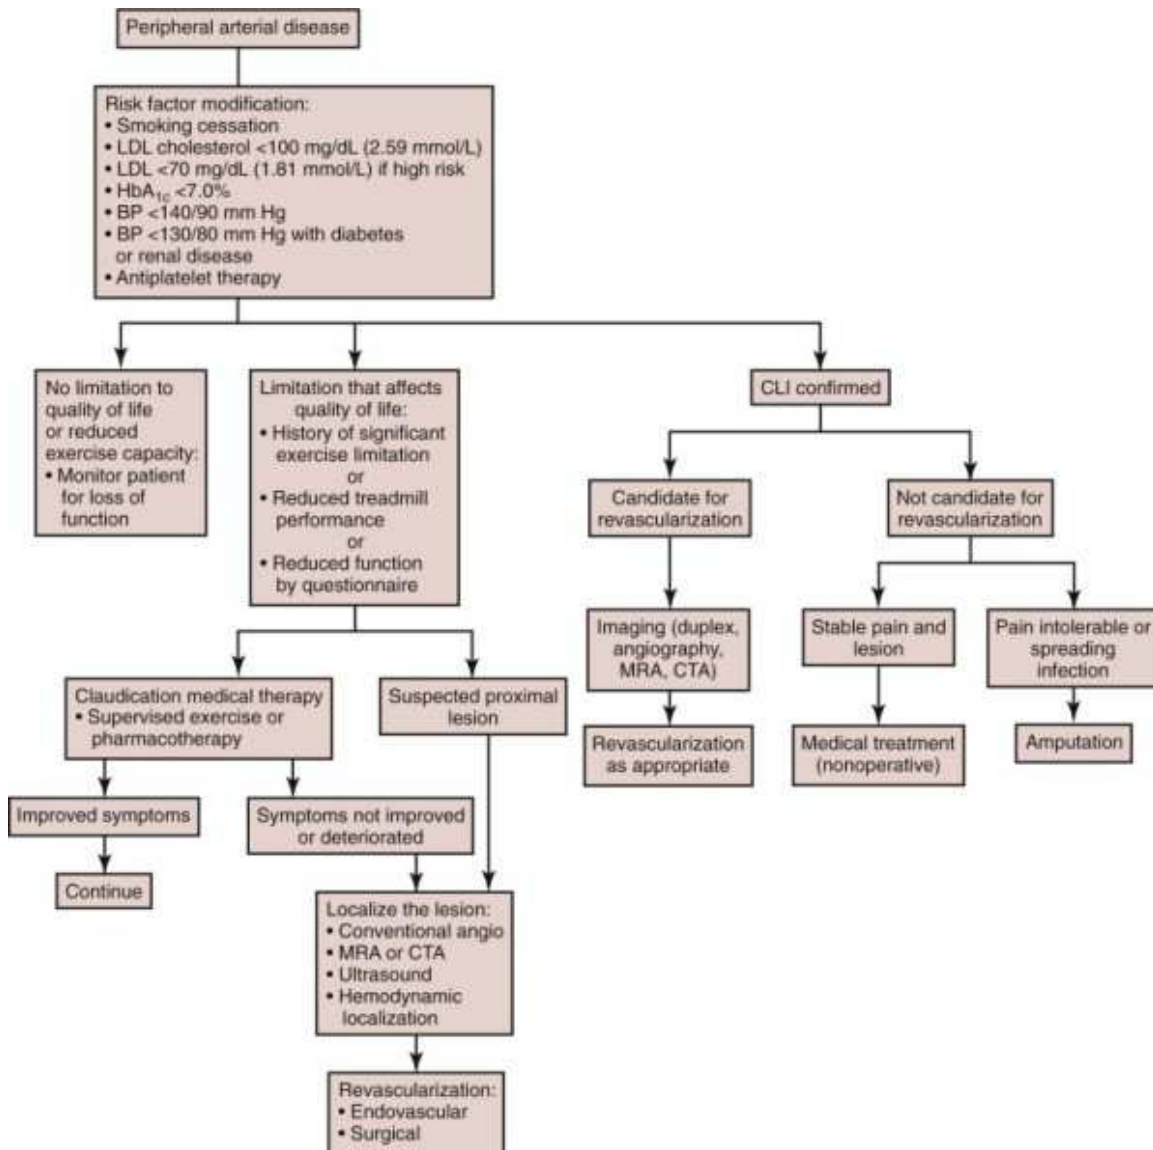 Peripheral arterial disease
Risk factor modification:
• Smoking cessation
• LDL cholesterol <100 mg/dL (2.59 mmol/L)
• LDL <70 mg/dL (1.81 mmol/L) if high risk
• HbA1c <7.0%
• BP <140/90 mm Hg
• BP <130/80 mm Hg with diabetes
or renal disease
• Antiplatelet therapy
No limitation to
quality of life
or reduced
exercise capacity:
• Monitor patient
for loss of
function
Limitation that affects
quality of life:
• History of significant
exercise limitation
or
• Reduced treadmill
performance
or
• Reduced function
by questionnaire
CLI confirmed
Candidate for
revascularization
Not candidate for
revascularization
Imaging (duplex,
angiography,
MRA, CTA)
Stable pain and
lesion
Pain intolerable or
spreading
infection
Claudication medical therapy
• Supervised exercise or
pharmacotherapy
Suspected proximal
lesion
Revascularization
as appropriate
Medical treatment
(nonoperative)
Amputation
Improved symptoms
Symptoms not improved
or deteriorated
Continue
Localize the lesion:
• Conventional angio
• MRA or CTA
• Ultrasound
• Hemodynamic
localization
Revascularization:
• Endovascular
• Surgical